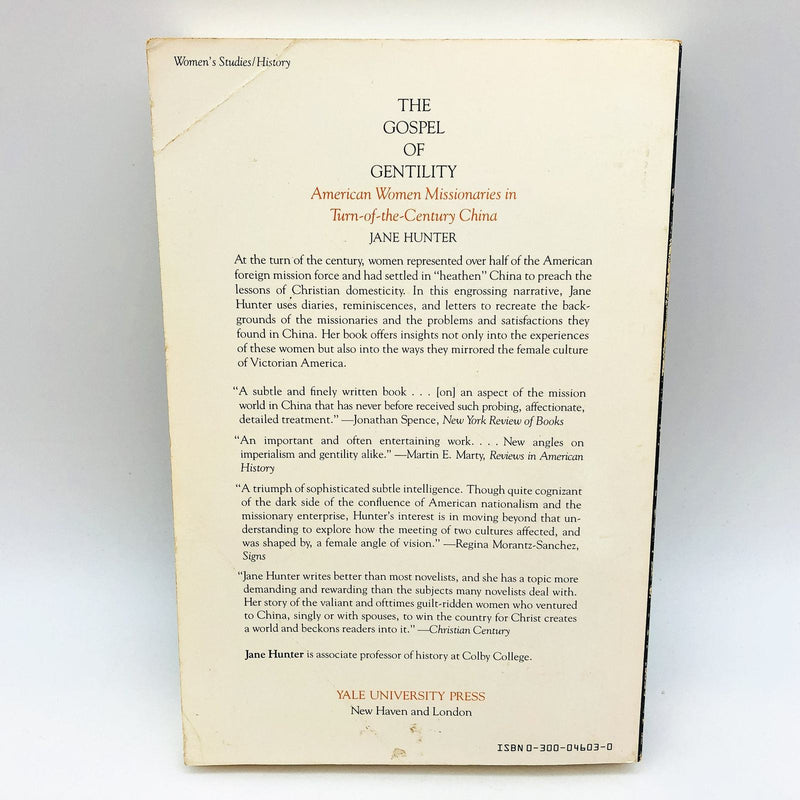 Women's Studies/History
THE
GOSPEL
OF
GENTILITY
American Women Missionaries in
Turn-of-the-Century China
JANE HUNTER
At the turn of the century, women represented over half of the American
foreign mission force and had settled in “heathen” China to preach the
lessons of Christian domesticity. In this engrossing narrative, Jane
Hunter uses diaries, reminiscences, and letters to recreate the back-
grounds of the missionaries and the problems and satisfactions they
found in China. Her book offers insights not only into the experiences
of these women but also into the ways they mirrored the female culture
of Victorian America.
“A subtle and finely written book . . . [on] an aspect of the mission
world in China that has never before received such probing, affectionate,
detailed treatment.” —Jonathan Spence, New York Review of Books
“An important and often entertaining work. . . . New angles on
imperialism and gentility alike.” —Martin E. Marty, Reviews in American
History
“A triumph of sophisticated subtle intelligence. Though quite cognizant
of the dark side of the confluence of American nationalism and the
missionary enterprise, Hunter's interest is in moving beyond that un-
derstanding to explore how the meeting of two cultures affected, and
was shaped by, a female angle of vision.” —Regina Morantz-Sanchez,
Signs
“Jane Hunter writes better than most novelists, and she has a topic more
demanding and rewarding than the subjects many novelists deal with.
Her story of the valiant and ofttimes guilt-ridden women who ventured
to China, singly or with spouses, to win the country for Christ creates
a world and beckons readers into it.” —Christian Century
Jane Hunter is associate professor of history at Colby College.
YALE UNIVERSITY PRESS
New Haven and London
ISBN 0-300-04603-0